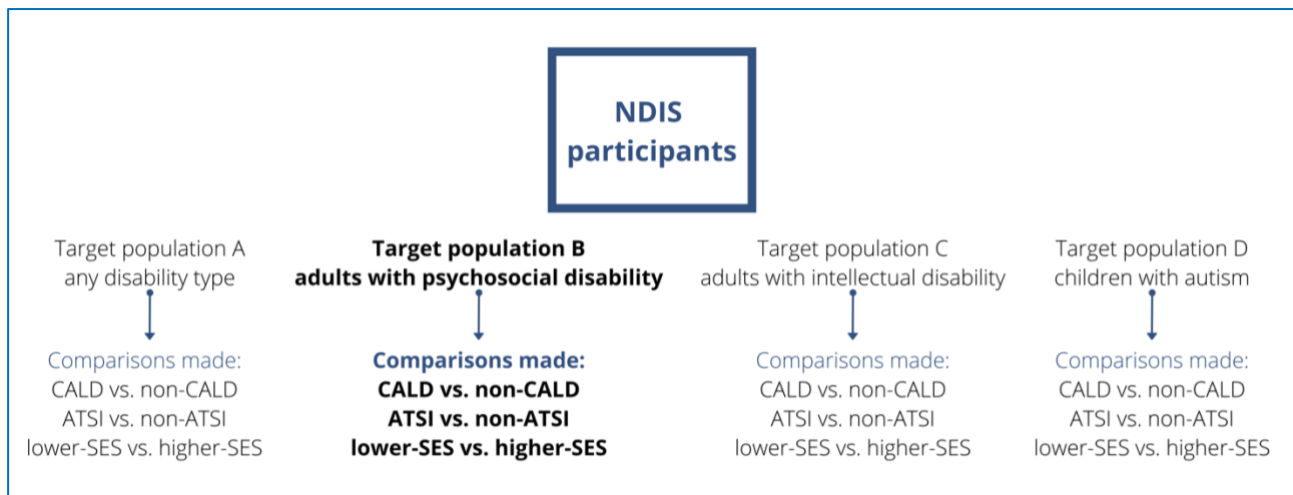 NDIS
participants
Target population A
any disability type
Comparisons made:
CALD vs. non-CALD
ATSI vs. non-ATSI
lower-SES vs. higher-SES
Target population B
adults with psychosocial disability
Comparisons made:
CALD vs. non-CALD
ATSI vs. non-ATSI
lower-SES vs. higher-SES
Target population C
adults with intellectual disability
Comparisons made:
CALD vs. non-CALD
ATSI vs. non-ATSI
lower-SES vs. higher-SES
Target population D
children with autism
Comparisons made:
CALD vs. non-CALD
ATSI vs. non-ATSI
lower-SES vs. higher-SES